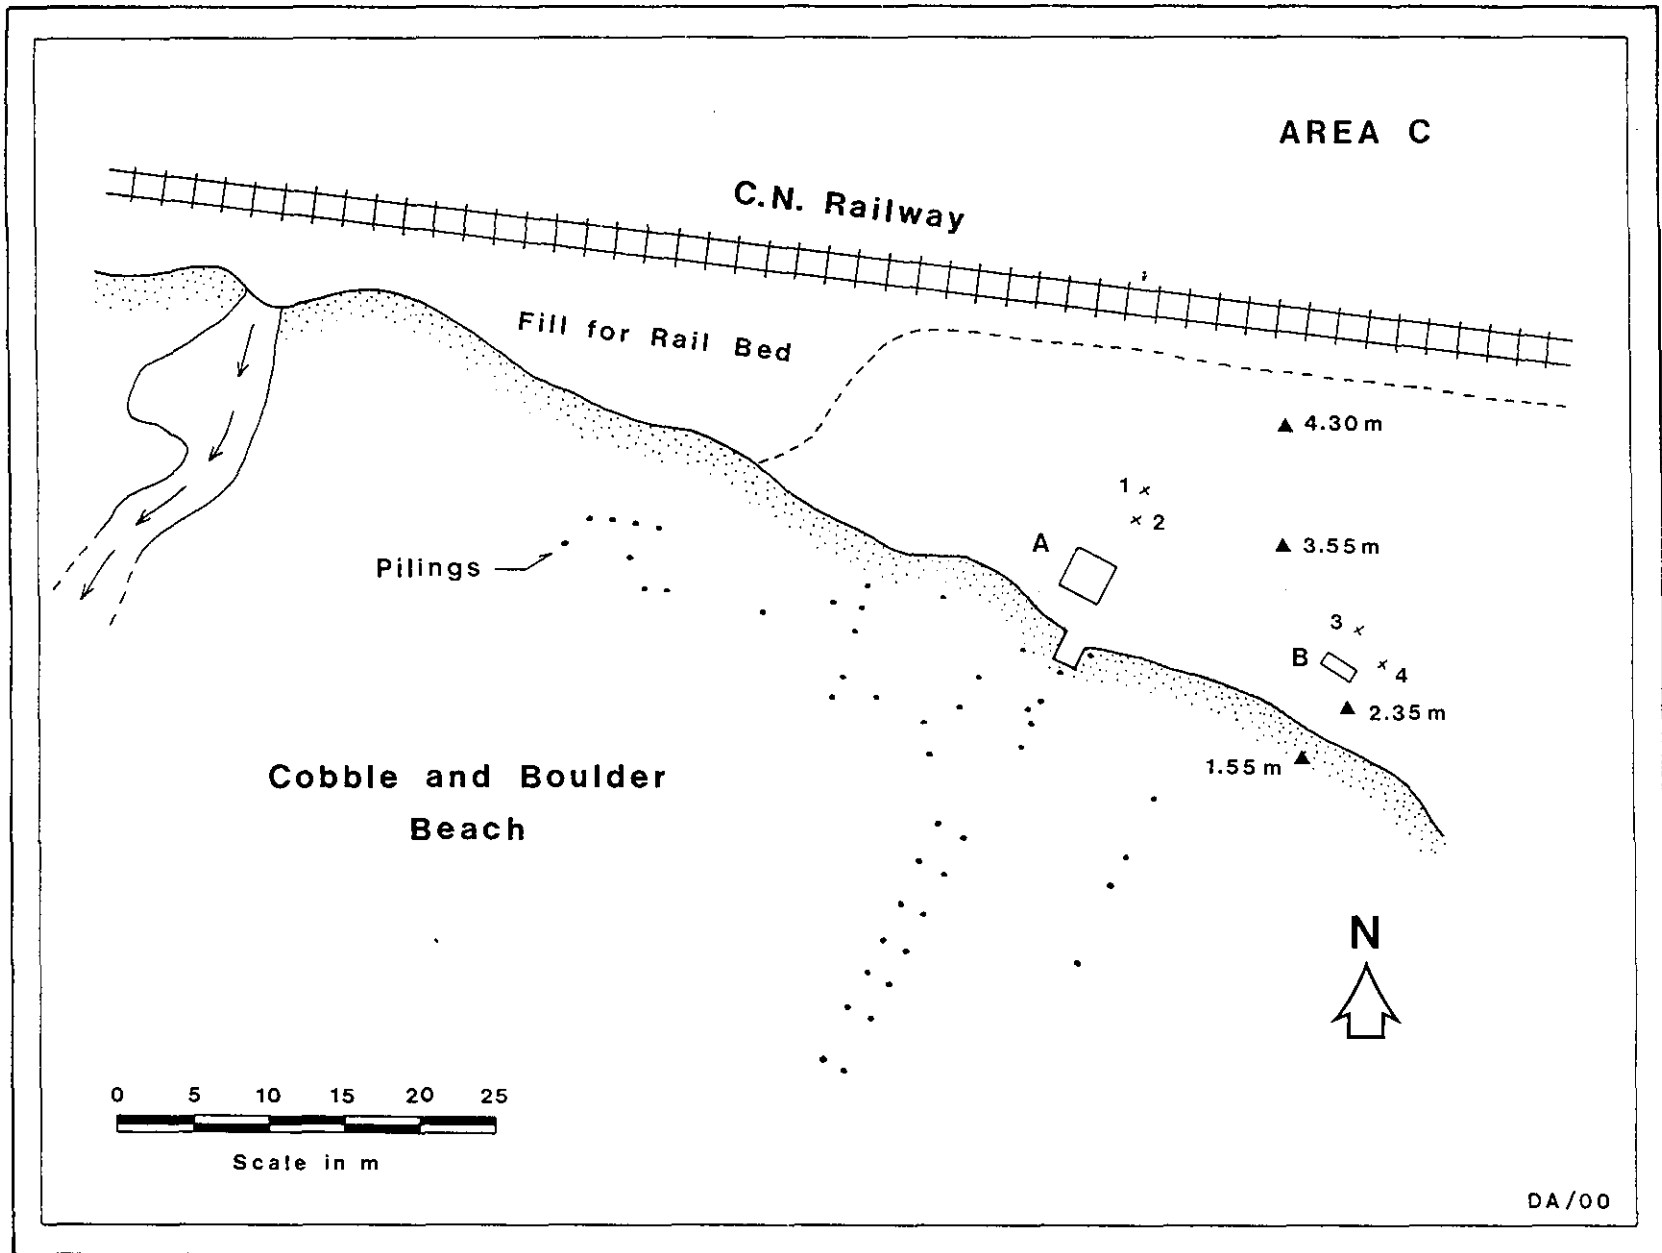 AREA C
C.N. Railway
Fill for Rail Bed
4.30 m
1
2
A
3.55 m
Pilings
3
B
4
2.35 m
1.55 m
Cobble and Boulder
Beach
N
0 5 10 15 20 25
Scale in m
DA/00